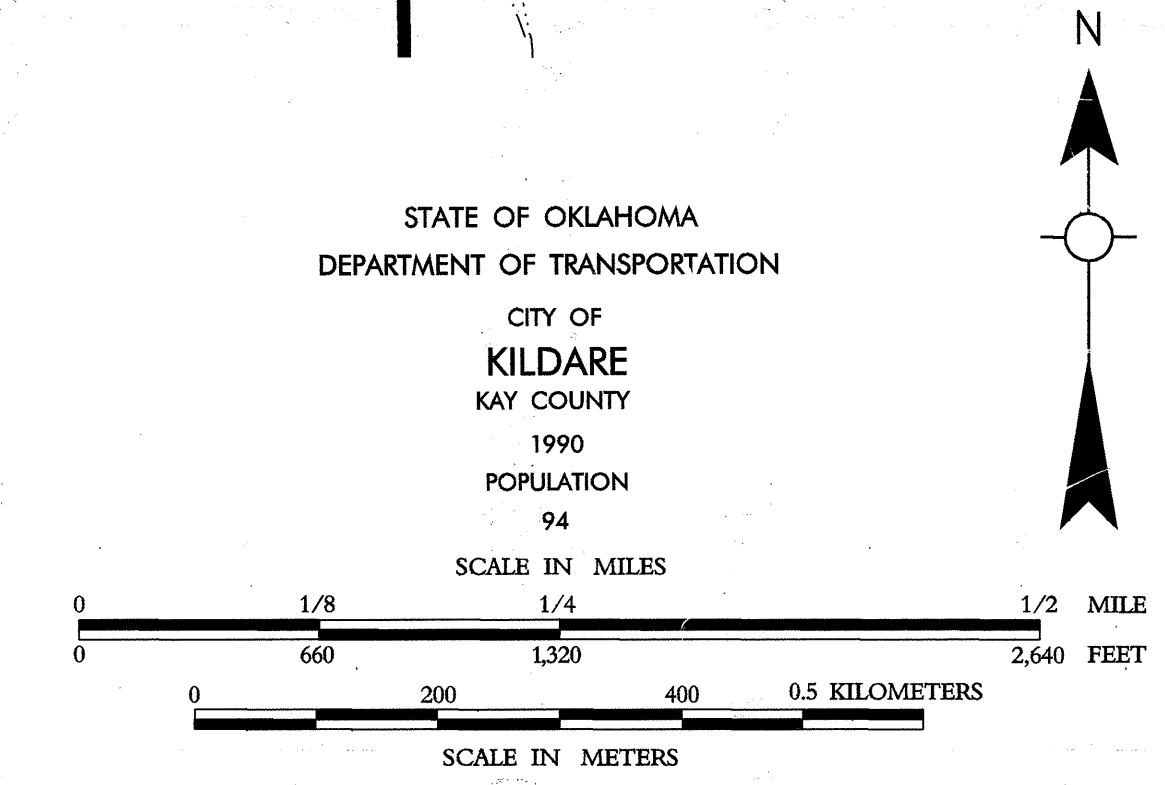 N
STATE OF OKLAHOMA
DEPARTMENT OF TRANSPORTATION
CITY OF
KILDARE
KAY COUNTY
1990
POPULATION
94
SCALE IN MILES
0 1/8 1/4 1/2 MILE
0 660 1,320 2,640 FEET
0 200 400 0.5 KILOMETERS
SCALE IN METERS